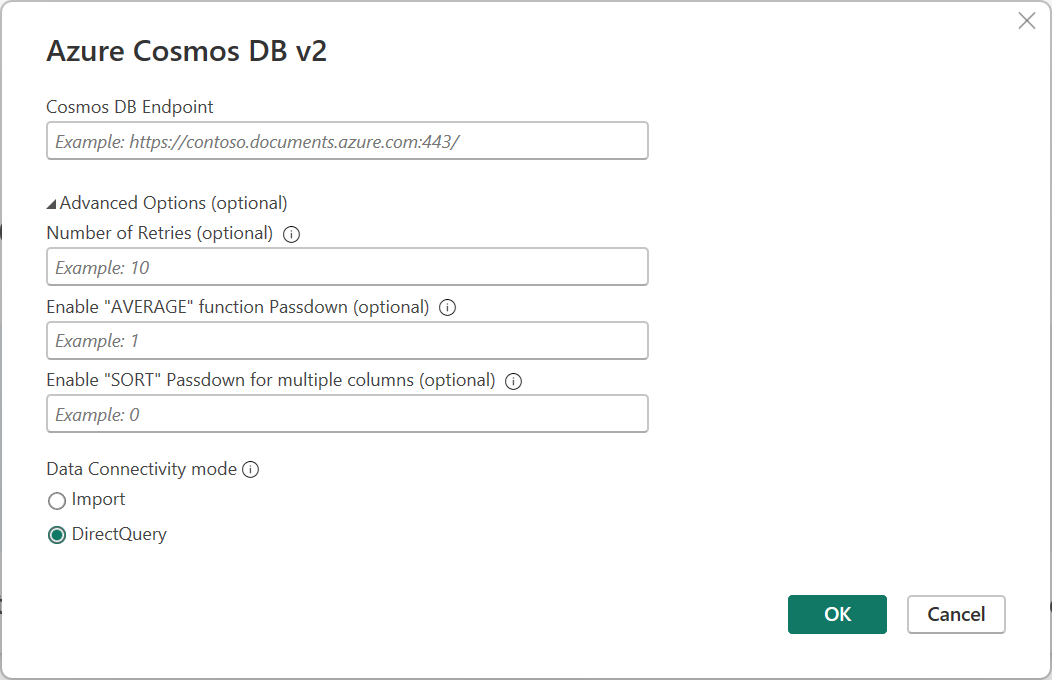 Azure Cosmos DB v2
Cosmos DB Endpoint
Example: https://contoso.documents.azure.com:443/
Advanced Options (optional)
Number of Retries (optional)
Example: 10
Enable "AVERAGE" function Passdown (optional)
Example: 1
Enable "SORT" Passdown for multiple columns (optional)
Example: 0
Data Connectivity mode
Import
DirectQuery
OK Cancel